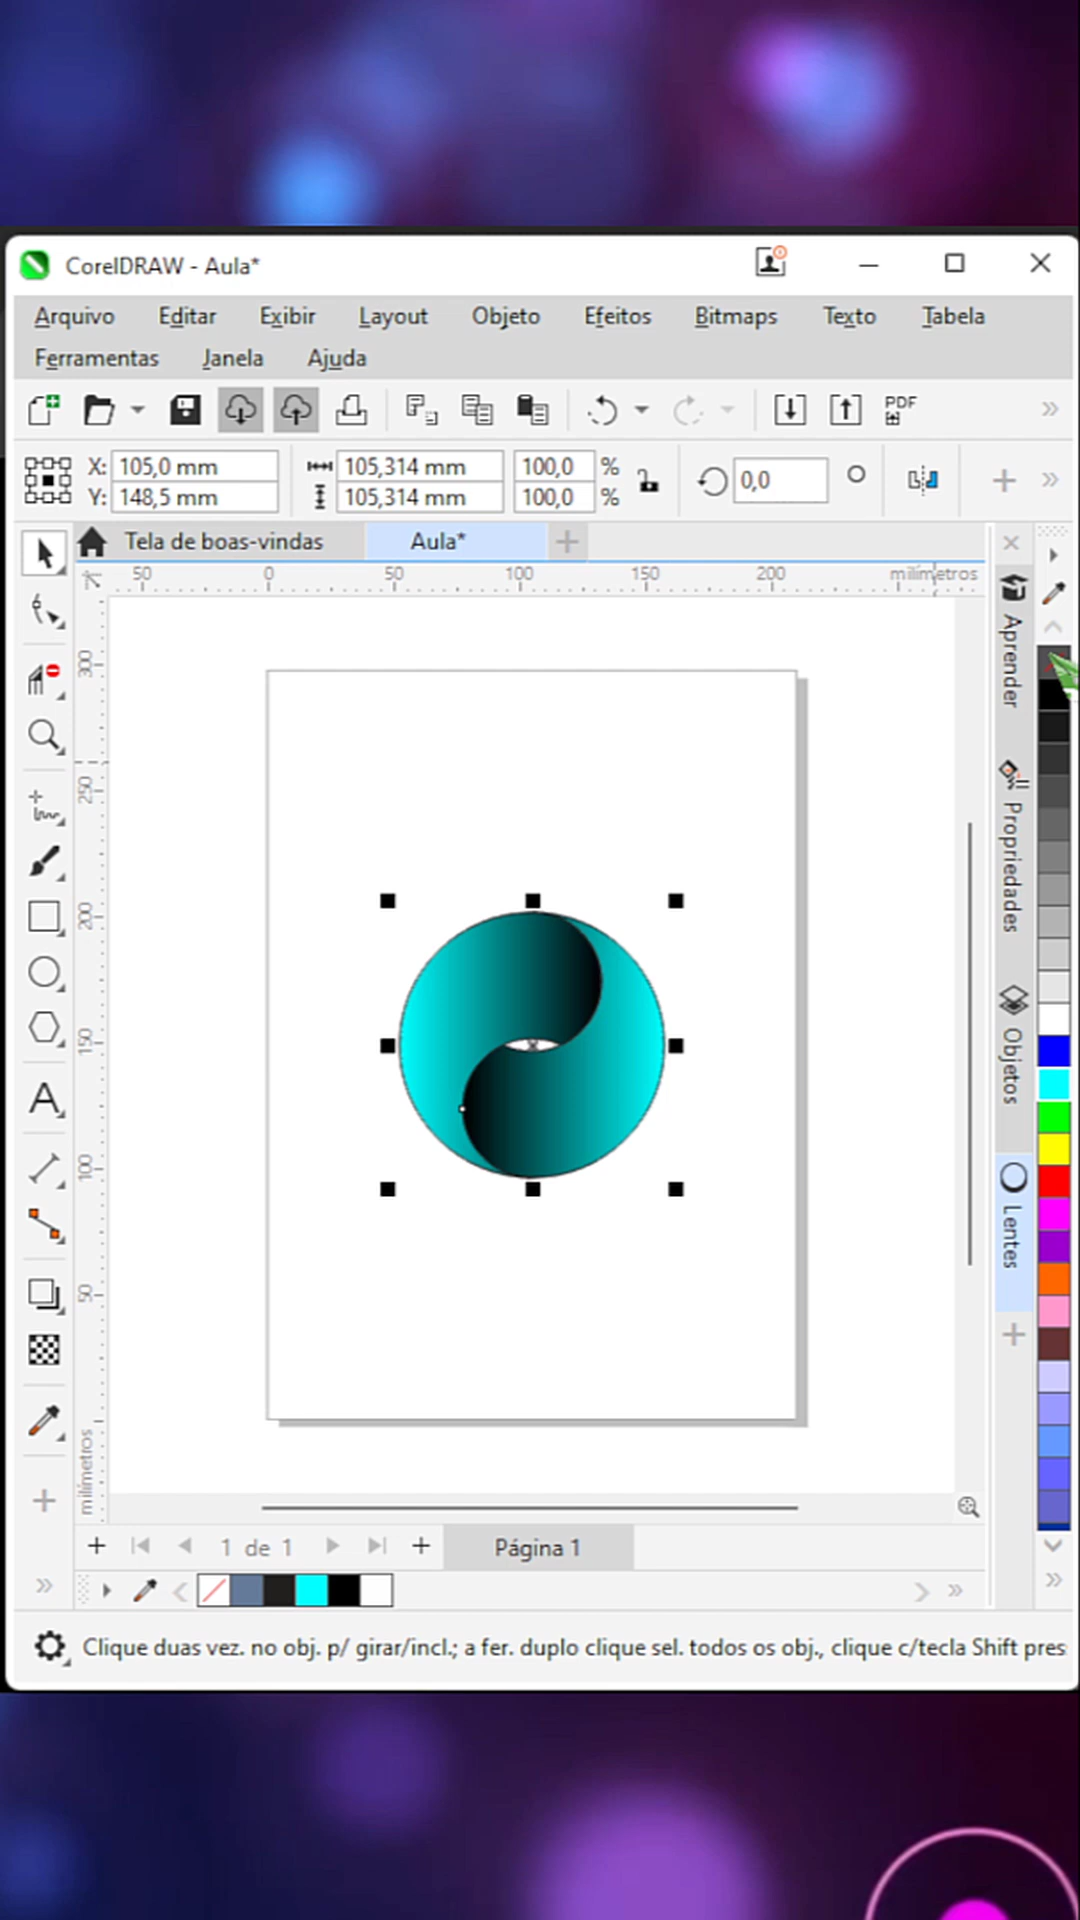 CorelDRAW - Aula*
Arquivo Editar Exibir Layout Objeto Efeitos Bitmaps Texto Tabela
Ferramentas Janela Ajuda
PDF
X: 105,0 mm 105,314 mm 100,0 %
Y: 148,5 mm 105,314 mm 100,0 %
0,0
Tela de boas-vindas Aula*
50 0 50 100 150 200 milímetros
300
250
200
150
100
50
milímetros
Aprender
Propriedades
Objetos
Lentes
1 de 1 Página 1
Clique duas vez. no obj. p/ girar/incl.; a fer. duplo clique sel. todos os obj., clique c/tecla Shift pres